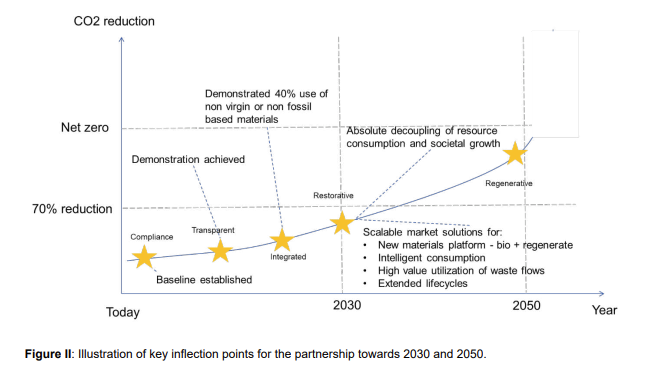 CO2 reduction
Demonstrated 40% use of
non virgin or non fossil
based materials
Net zero
Absolute decoupling of resource
consumption and societal growth
Demonstration achieved
Regenerative
Restorative
70% reduction
Transparent
Compliance
Scalable market solutions for:
• New materials platform - bio + regenerate
• Intelligent consumption
• High value utilization of waste flows
• Extended lifecycles
Integrated
Baseline established
Today
2030
2050
Year
Figure II: Illustration of key inflection points for the partnership towards 2030 and 2050.